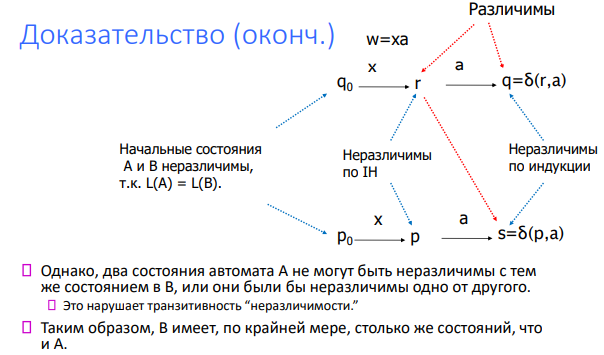 Различимы
Доказательство (оконч.)
w=xa
x
a
q₀
r
q=δ(r,a)
Начальные состояния
А и В неразличимы,
т.к. L(A) = L(B).
Неразличимы
по IH
Неразличимы
по индукции
x
a
p₀
p
s=δ(p,a)
Однако, два состояния автомата А не могут быть неразличимы с тем
же состоянием в В, или они были бы неразличимы одно от другого.
Это нарушает транзитивность “неразличимости.”
Таким образом, В имеет, по крайней мере, столько же состояний, что
и А.